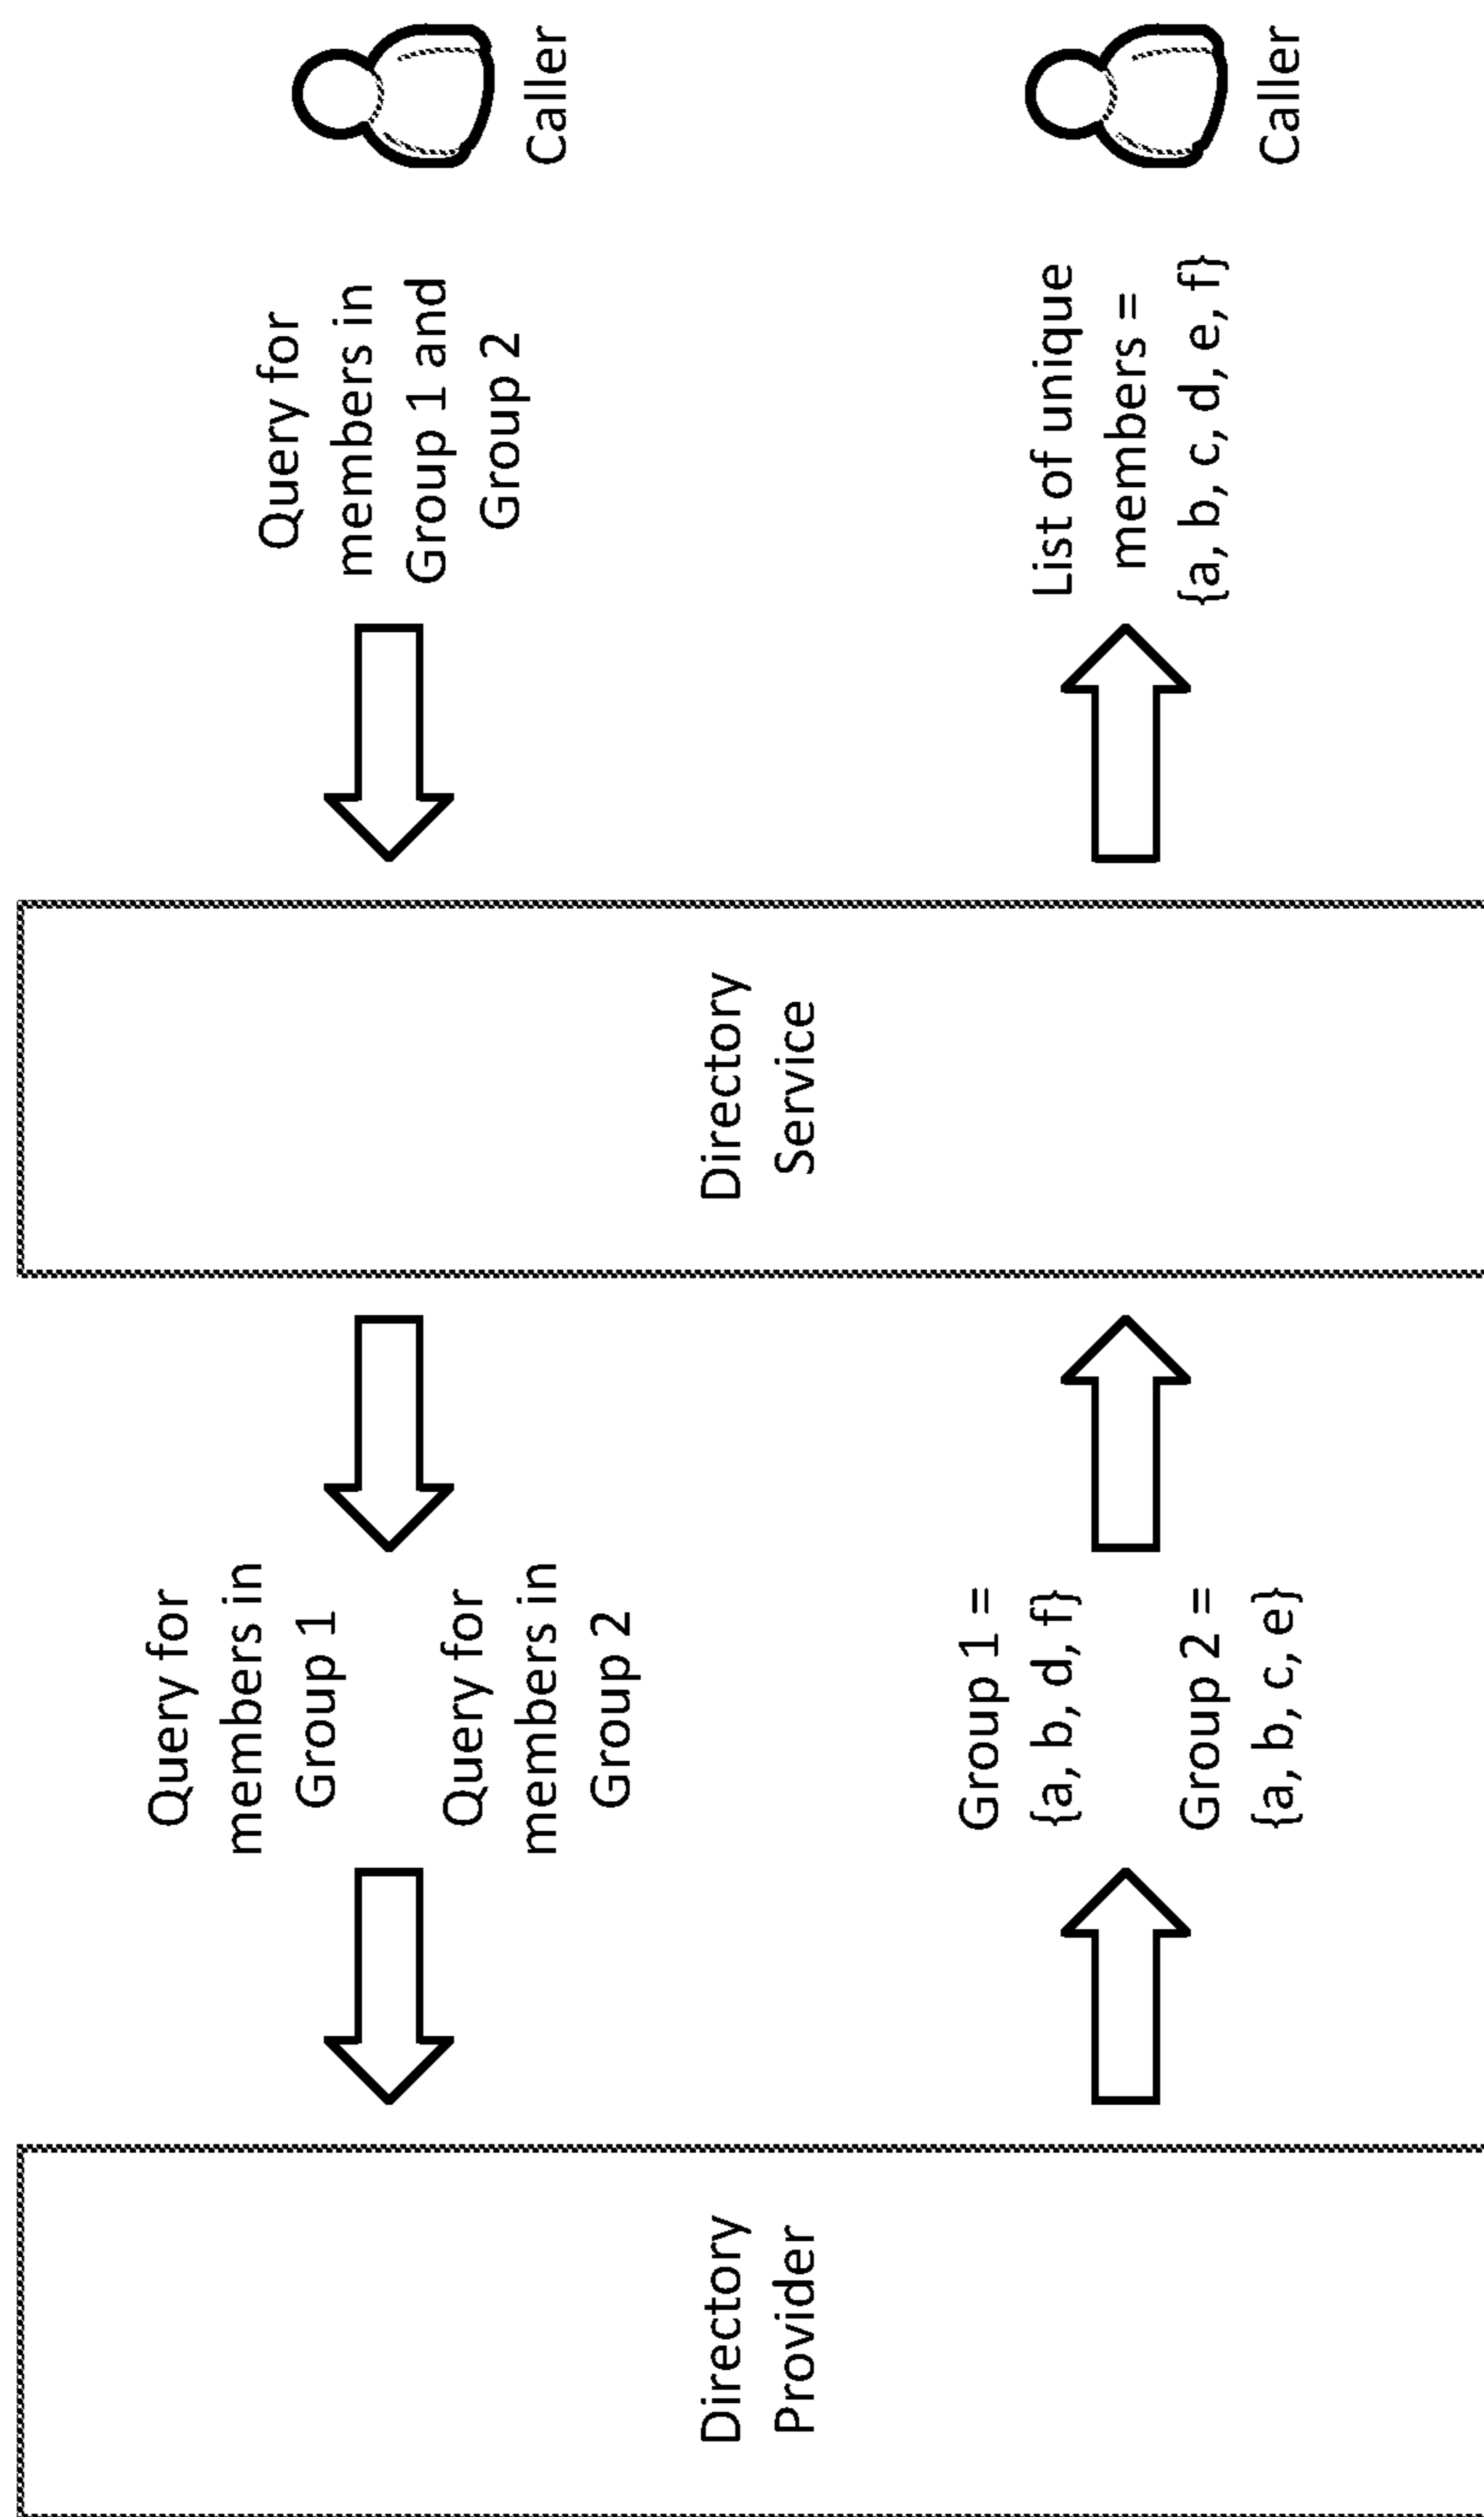 Directory
Provider
Query for
members in
Group 1
Query for
members in
Group 2
Group 1 =
{a, b, d, f}
Group 2 =
{a, b, c, e}
Directory
Service
Query for
members in
Group 1 and
Group 2
Caller
List of unique
members =
{a, b, c, d, e, f}
Caller